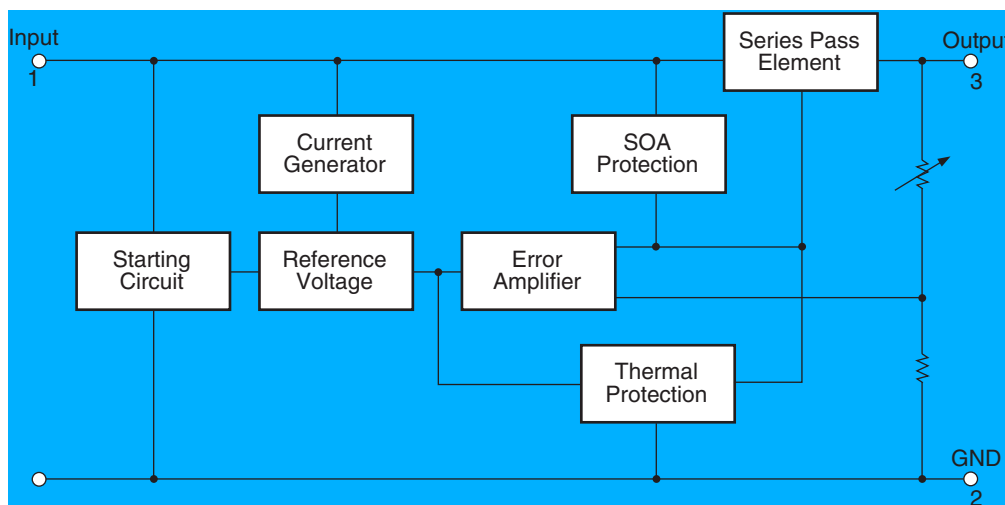 Input
1
Series Pass
Element
Output
3
Current
Generator
SOA
Protection
Starting
Circuit
Reference
Voltage
Error
Amplifier
Thermal
Protection
GND
2